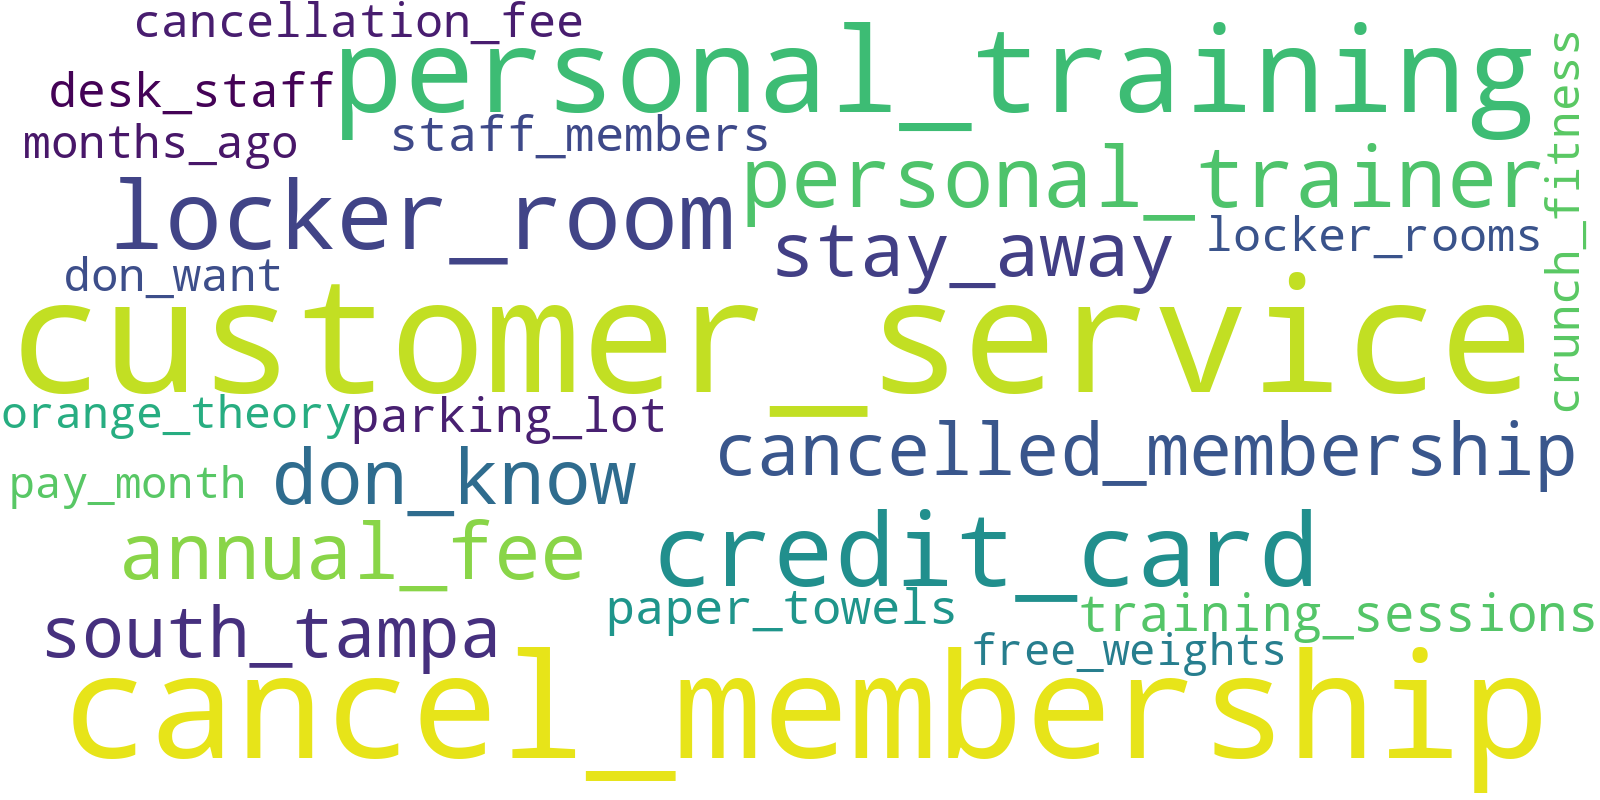 cancellation_fee
personal_training
desk_staff
months_ago
staff_members
crunch_fitness
personal_trainer
locker_room
stay_away
locker_rooms
don_want
customer_service
orange_theory
parking_lot
cancelled_membership
pay_month
don_know
annual_fee
credit_card
paper_towels
training_sessions
south_tampa
free_weights
cancel_membership